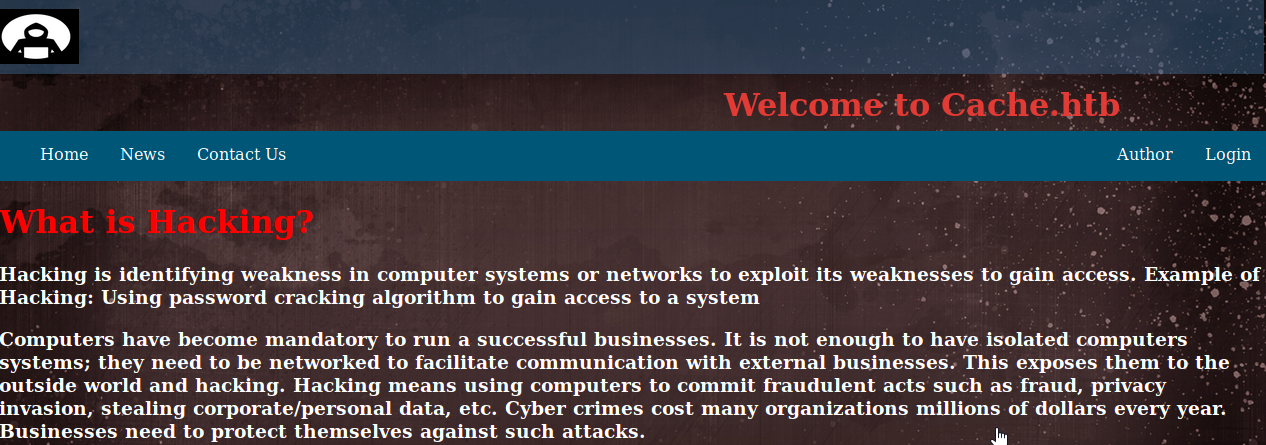 Welcome to Cache.htb
Home News Contact Us Author Login
What is Hacking?
Hacking is identifying weakness in computer systems or networks to exploit its weaknesses to gain access. Example of
Hacking: Using password cracking algorithm to gain access to a system
Computers have become mandatory to run a successful businesses. It is not enough to have isolated computers
systems; they need to be networked to facilitate communication with external businesses. This exposes them to the
outside world and hacking. Hacking means using computers to commit fraudulent acts such as fraud, privacy
invasion, stealing corporate/personal data, etc. Cyber crimes cost many organizations millions of dollars every year.
Businesses need to protect themselves against such attacks.